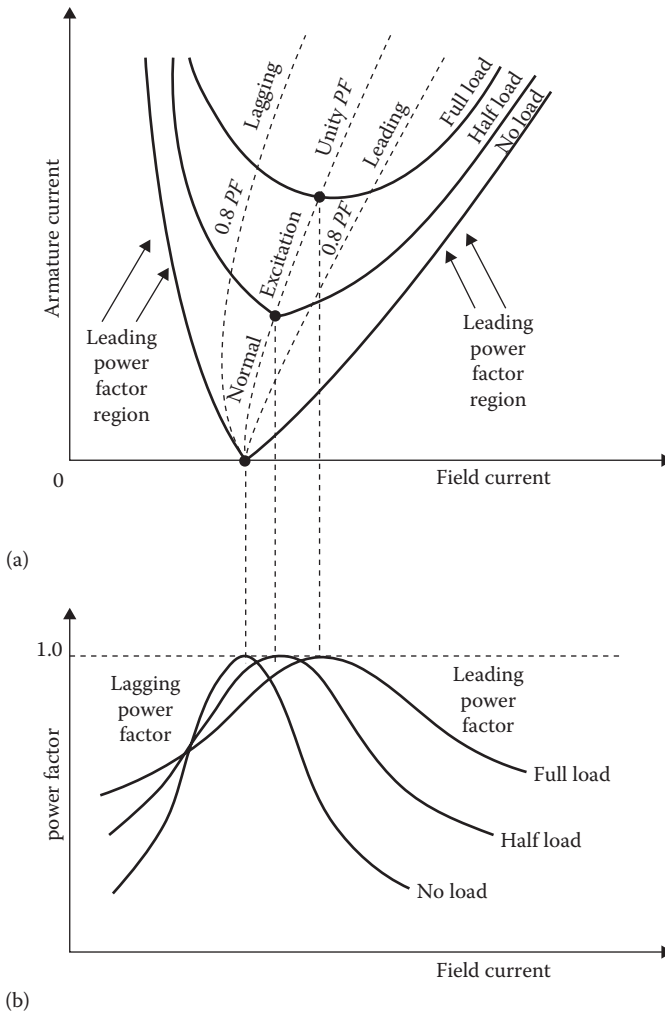 Armature current
Lagging
0.8 PF
Unity PF
Excitation
Normal
Leading
0.8 PF
Full load
Half load
No load
Leading
power
factor
region
Leading
power
factor
region
0
Field current
(a)
1.0
power factor
Lagging
power
factor
Leading
power
factor
Full load
Half load
No load
Field current
(b)